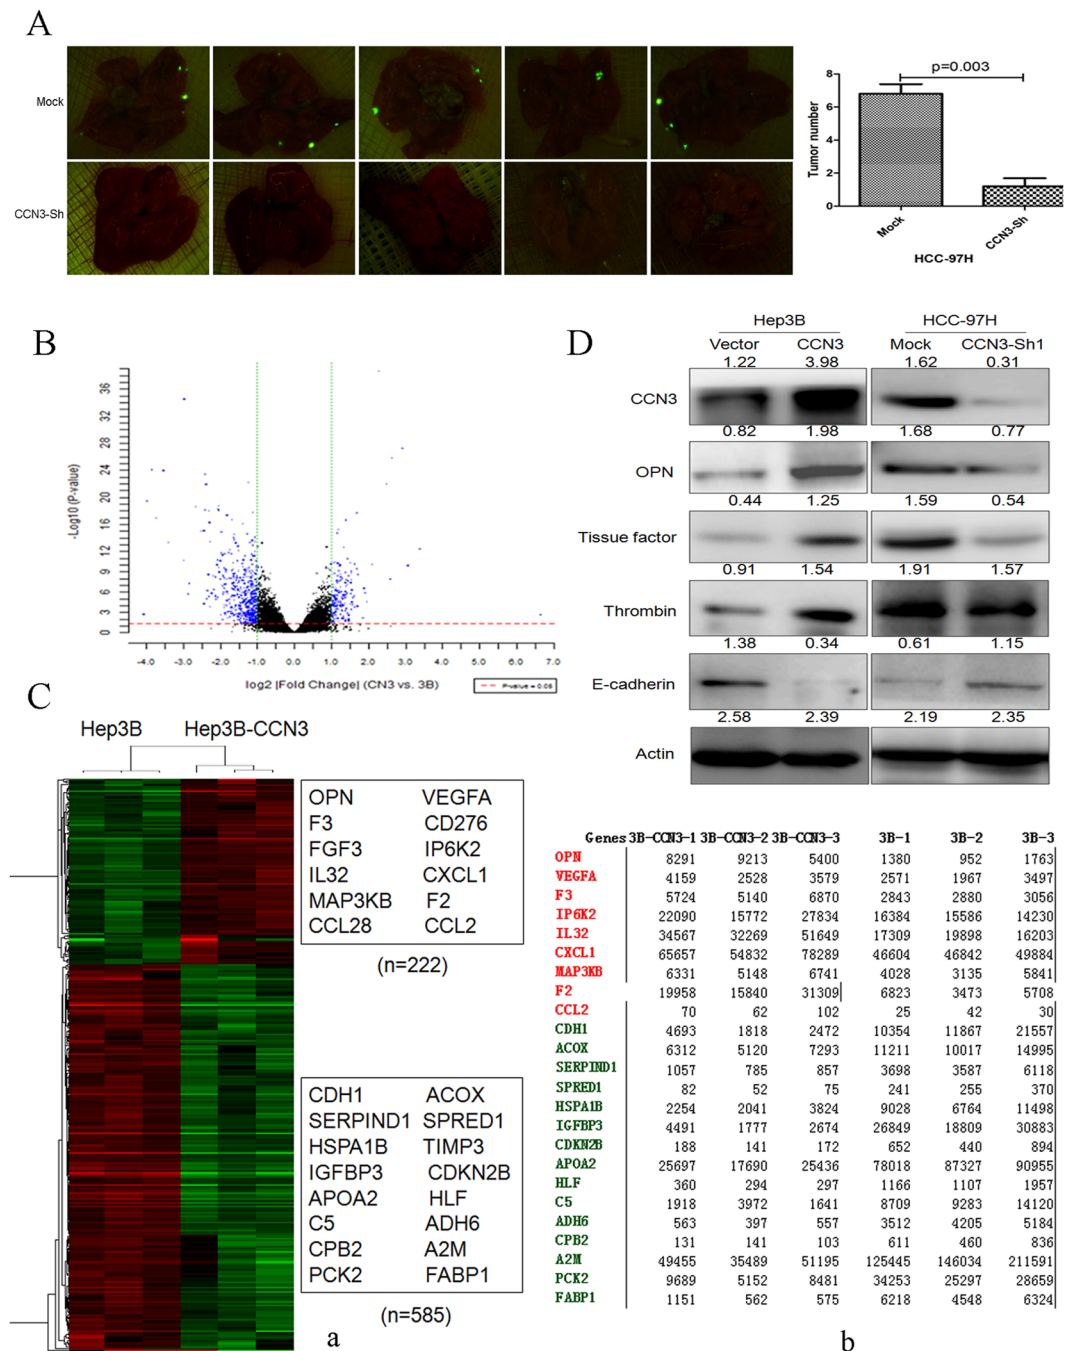 A
Mock
CCN3-Sh
p=0.003
Tumor number
8
6
4
2
0
Mock
CCN3-Sh
HCC-97H
B
-Log10 (P-value)
36
32
28
24
20
16
12
9
6
3
0
-4.0 -3.0 -2.0 -1.0 0.0 1.0 2.0 3.0 4.0 5.0 6.0 7.0
log2 |Fold Change| (CN3 vs. 3B)
P-value = 0.05
D
Hep3B HCC-97H
Vector CCN3 Mock CCN3-Sh1
1.22 3.98 1.62 0.31
CCN3
0.82 1.98 1.68 0.77
OPN
0.44 1.25 1.59 0.54
Tissue factor
0.91 1.54 1.91 1.57
Thrombin
1.38 0.34 0.61 1.15
E-cadherin
2.58 2.39 2.19 2.35
Actin
C
Hep3B Hep3B-CCN3
OPN VEGFA
F3 CD276
FGF3 IP6K2
IL32 CXCL1
MAP3KB F2
CCL28 CCL2
(n=222)
CDH1 ACOX
SERPIND1 SPRED1
HSPA1B TIMP3
IGFBP3 CDKN2B
APOA2 HLF
C5 ADH6
CPB2 A2M
PCK2 FABP1
(n=585)
a
Genes 3B-CCN3-1 3B-CCN3-2 3B-CCN3-3 3B-1 3B-2 3B-3
OPN 8291 9213 5400 1380 952 1763
VEGFA 4159 2528 3579 2571 1967 3497
F3 5724 5140 6870 2843 2880 3056
IP6K2 22090 15772 27834 16384 15586 14230
IL32 34567 32269 51649 17309 19898 16203
CXCL1 65657 54832 78289 46604 46842 49884
MAP3KB 6331 5148 6741 4028 3135 5841
F2 19958 15840 31309 6823 3473 5708
CCL2 70 62 102 25 42 30
CDH1 4693 1818 2472 10354 11867 21557
ACOX 6312 5120 7293 11211 10017 14995
SERPIND1 1057 785 857 3698 3587 6118
SPRED1 82 52 75 241 255 370
HSPA1B 2254 2041 3824 9028 6764 11498
IGFBP3 4491 1777 2674 26849 18809 30883
CDKN2B 188 141 172 652 440 894
APOA2 25697 17690 25436 78018 87327 90955
HLF 360 294 297 1166 1107 1957
C5 1918 3972 1641 8709 9283 14120
ADH6 563 397 557 3512 4205 5184
CPB2 131 141 103 611 460 836
A2M 49455 35489 51195 125445 146034 211591
PCK2 9689 5152 8481 34253 25297 28659
FABP1 1151 562 575 6218 4548 6324
b